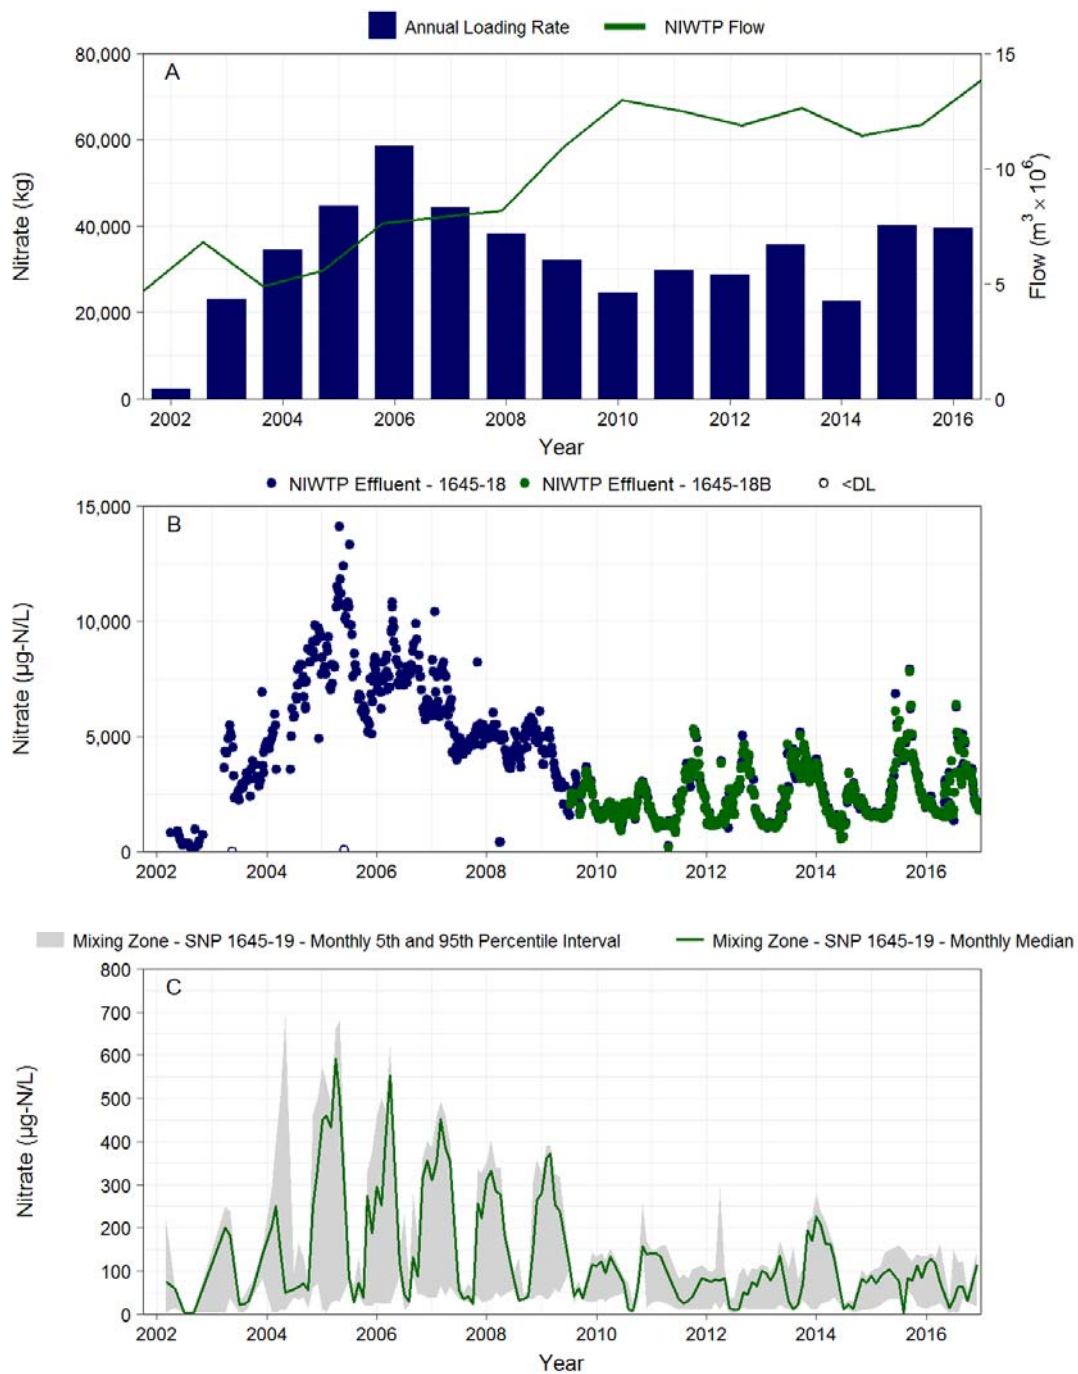 Annual Loading Rate NIWTP Flow
A
80,000
60,000
40,000
20,000
0
Nitrate (kg)
15
10
5
0
Flow (m³ × 10⁶)
2002 2004 2006 2008 2010 2012 2014 2016
Year
NIWTP Effluent - 1645-18 NIWTP Effluent - 1645-18B <DL
B
15,000
10,000
5,000
0
Nitrate (µg-N/L)
2002 2004 2006 2008 2010 2012 2014 2016
Mixing Zone - SNP 1645-19 - Monthly 5th and 95th Percentile Interval Mixing Zone - SNP 1645-19 - Monthly Median
C
800
700
600
500
400
300
200
100
0
Nitrate (µg-N/L)
2002 2004 2006 2008 2010 2012 2014 2016
Year